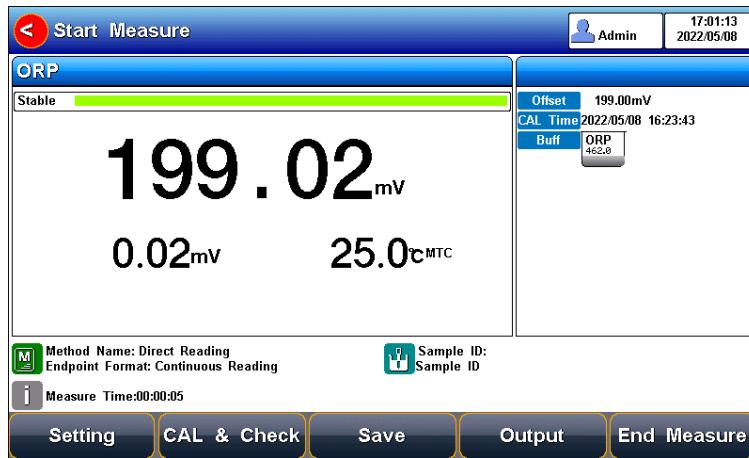 < Start Measure
Admin
17:01:13
2022/05/08
ORP
Stable
199.02mV
0.02mV
25.0℃MTC
Offset 199.00mV
CAL Time 2022/05/08 16:23:43
Buff ORP
462.0
M
Method Name: Direct Reading
Endpoint Format: Continuous Reading
Sample ID:
Sample ID
i Measure Time:00:00:05
Setting
CAL & Check
Save
Output
End Measure